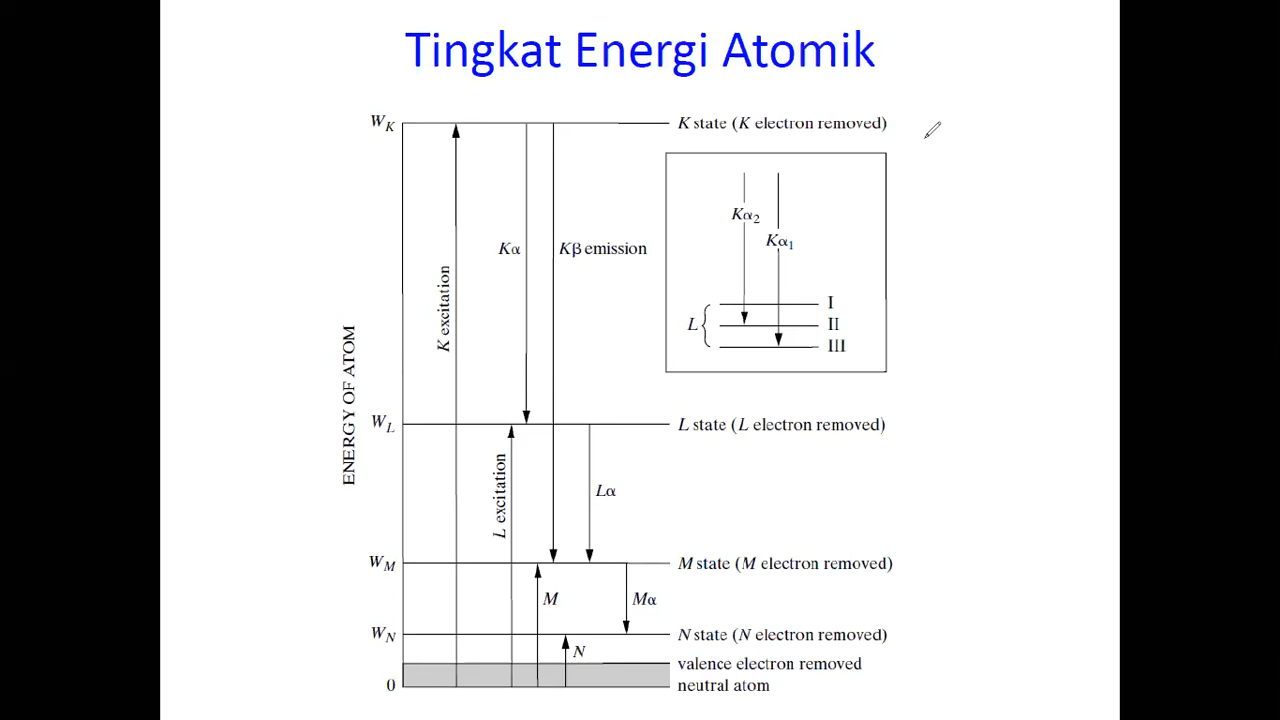 Tingkat Energi Atomik
W_K
K state (K electron removed)
Kα₂
Kα₁
Kα
Kβ emission
K excitation
L
I
II
III
ENERGY OF ATOM
W_L
L state (L electron removed)
L excitation
Lα
W_M
M state (M electron removed)
M
Mα
W_N
N state (N electron removed)
N
valence electron removed
0
neutral atom